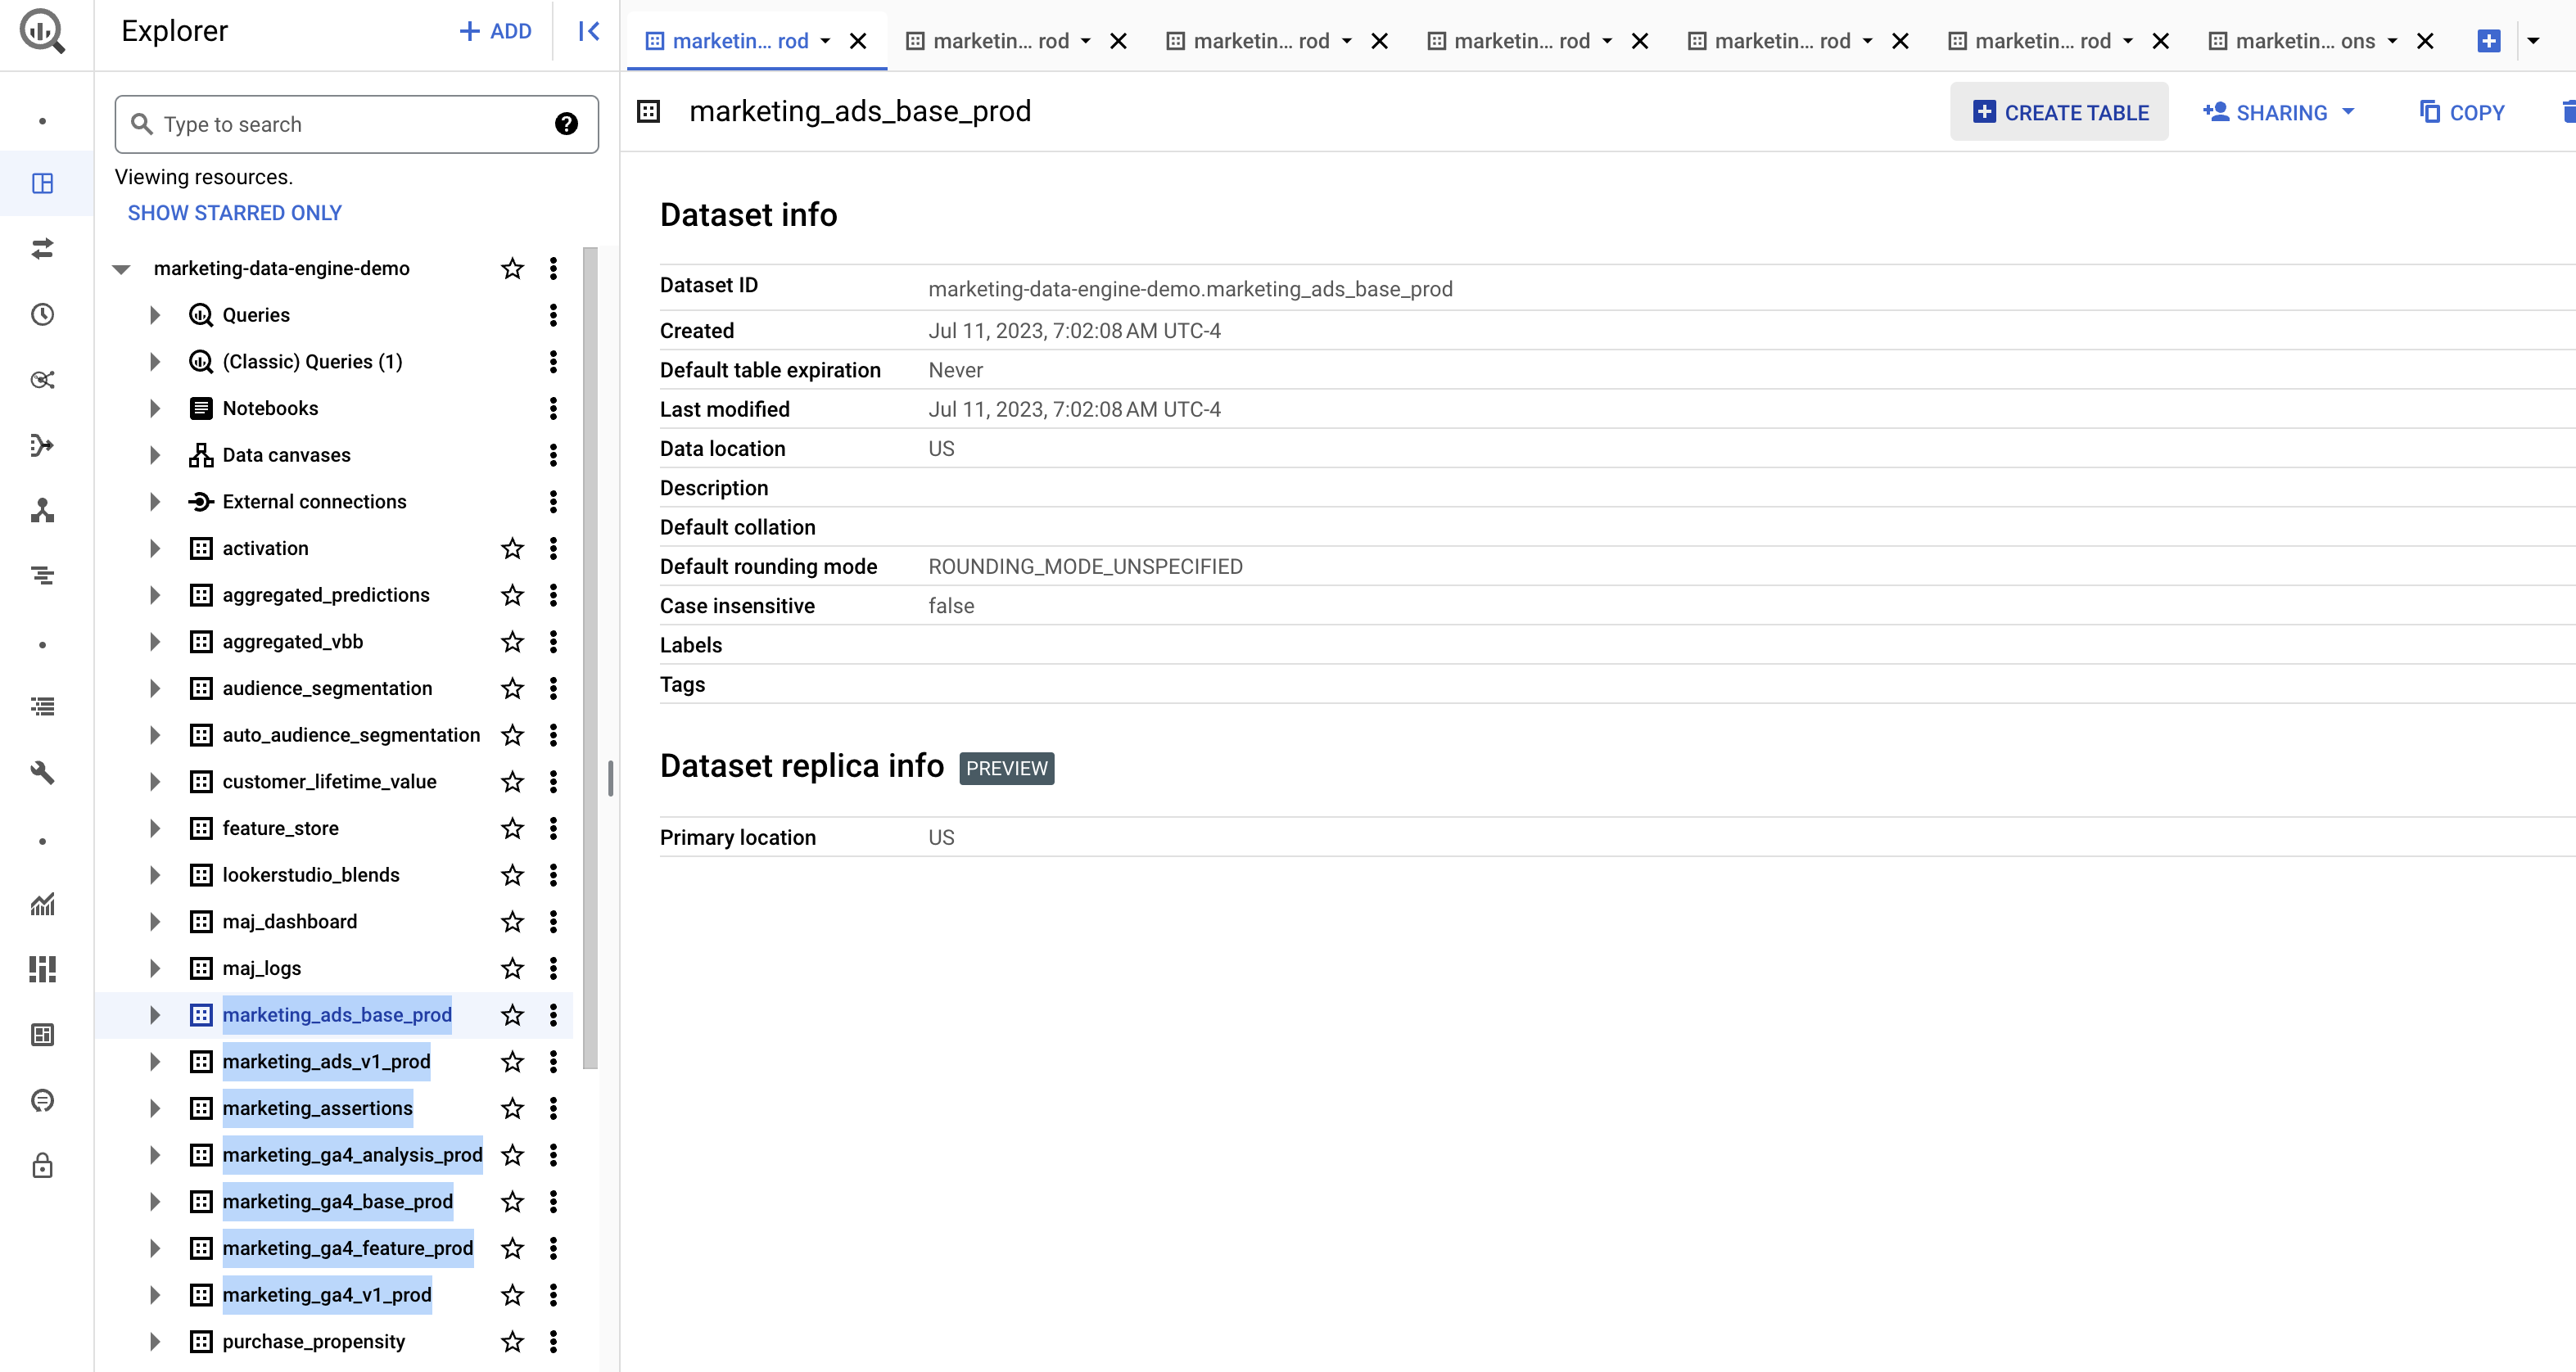 Explorer
+ ADD
marketin... rod
marketin... rod
marketin... rod
marketin... rod
marketin... rod
marketin... rod
marketin... ons
Type to search
Viewing resources.
SHOW STARRED ONLY
marketing-data-engine-demo
Queries
(Classic) Queries (1)
Notebooks
Data canvases
External connections
activation
aggregated_predictions
aggregated_vbb
audience_segmentation
auto_audience_segmentation
customer_lifetime_value
feature_store
lookerstudio_blends
maj_dashboard
maj_logs
marketing_ads_base_prod
marketing_ads_v1_prod
marketing_assertions
marketing_ga4_analysis_prod
marketing_ga4_base_prod
marketing_ga4_feature_prod
marketing_ga4_v1_prod
purchase_propensity
marketing_ads_base_prod
CREATE TABLE
SHARING
COPY
Dataset info
Dataset ID marketing-data-engine-demo.marketing_ads_base_prod
Created Jul 11, 2023, 7:02:08 AM UTC-4
Default table expiration Never
Last modified Jul 11, 2023, 7:02:08 AM UTC-4
Data location US
Description
Default collation
Default rounding mode ROUNDING_MODE_UNSPECIFIED
Case insensitive false
Labels
Tags
Dataset replica info PREVIEW
Primary location US